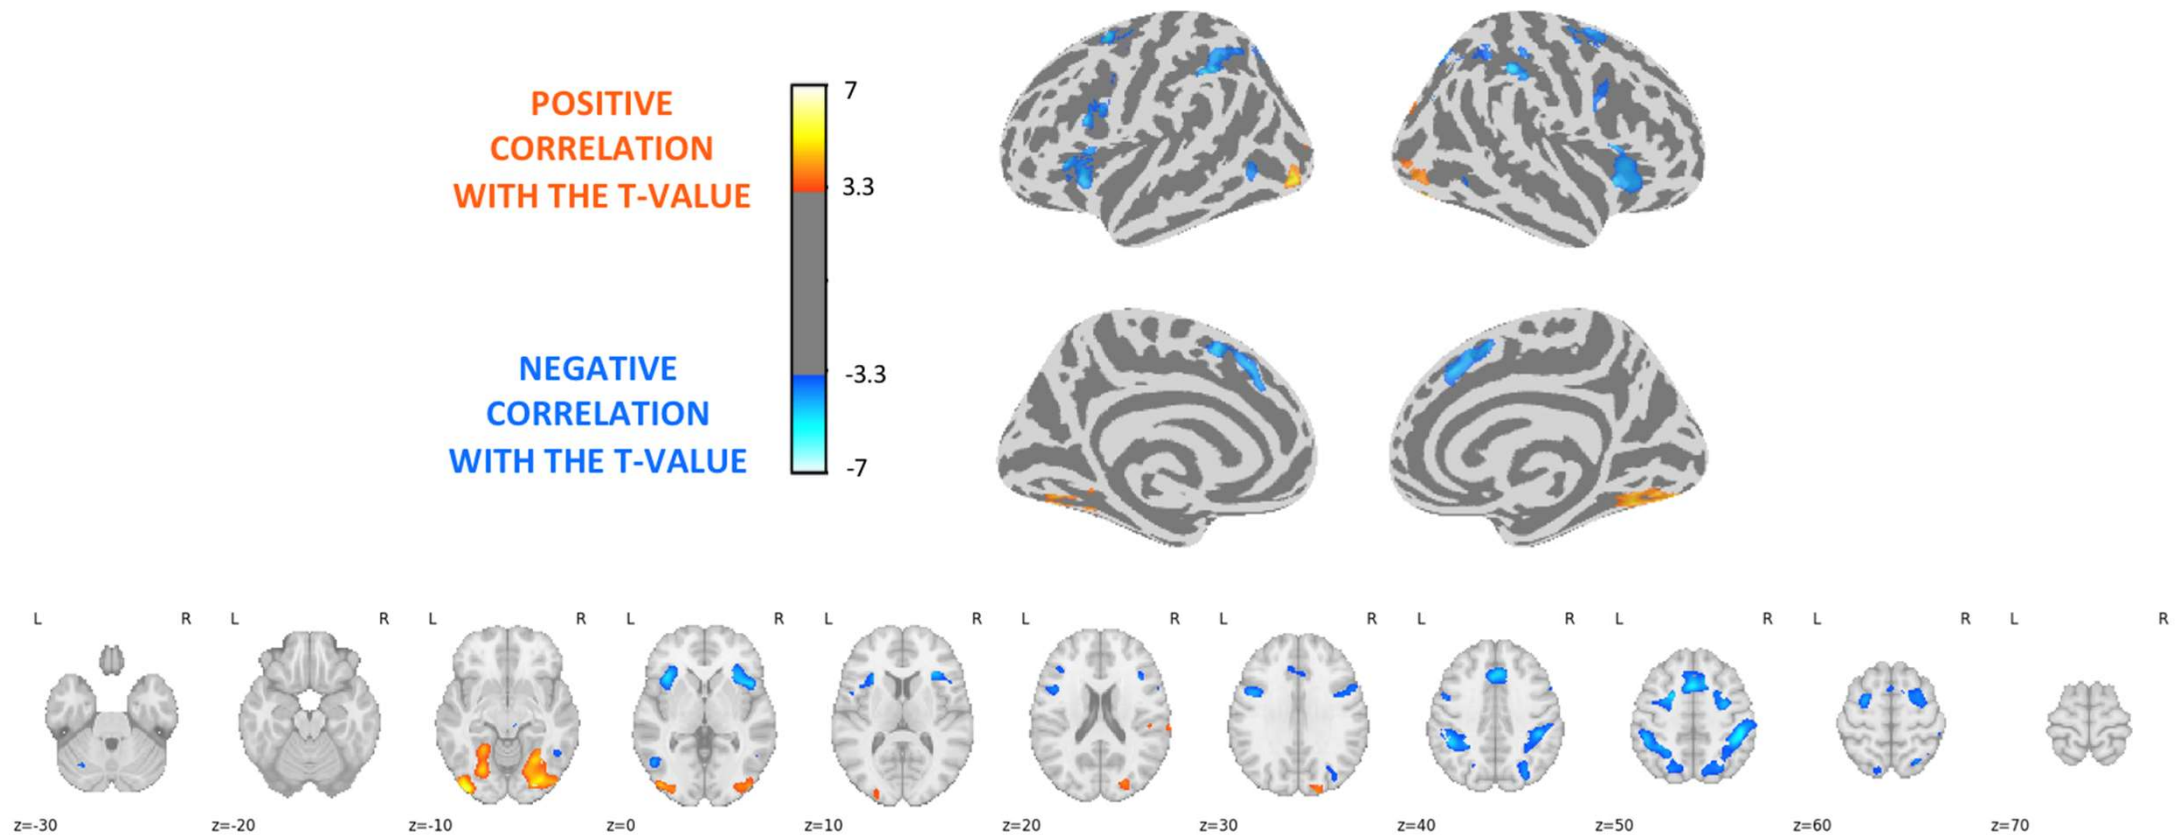 POSITIVE
CORRELATION
WITH THE T-VALUE
7
3.3
NEGATIVE
CORRELATION
WITH THE T-VALUE
-3.3
-7
L R L R L R L R L R L R L R L R L R L R L R
z=-30 z=-20 z=-10 z=0 z=10 z=20 z=30 z=40 z=50 z=60 z=70